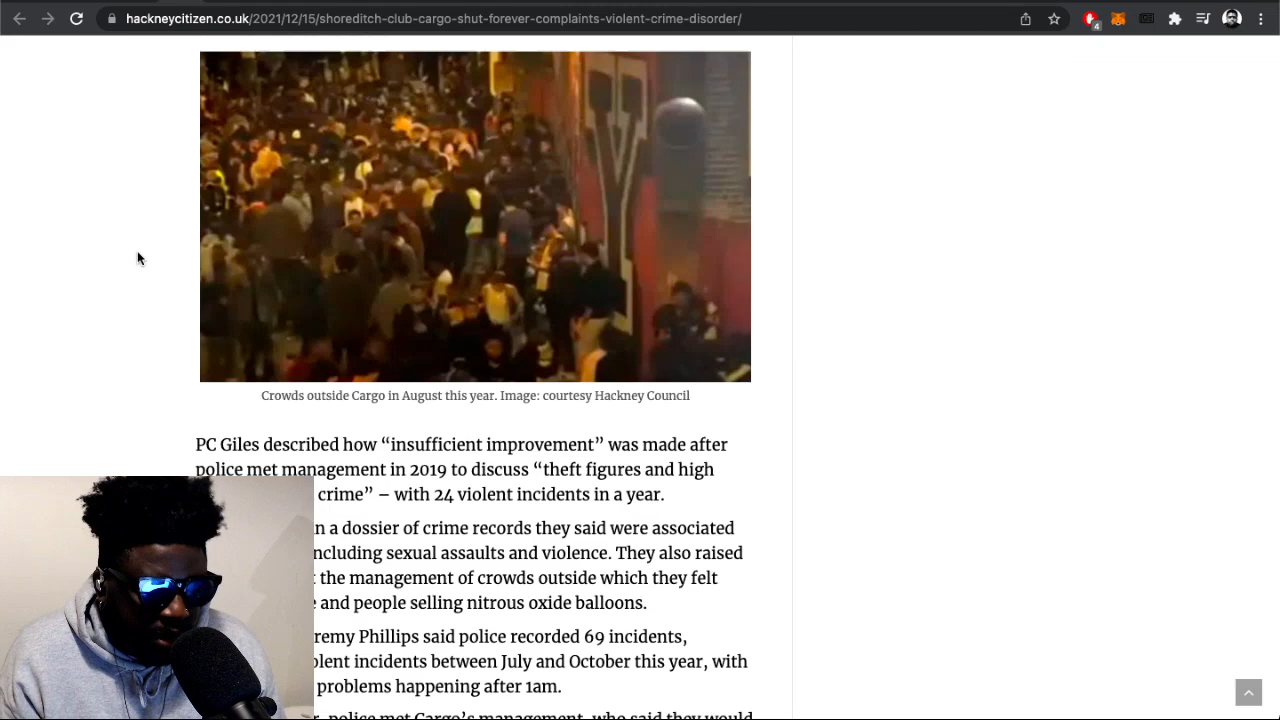 hackneycitizen.co.uk/2021/12/15/shoreditch-club-cargo-shut-forever-complaints-violent-crime-disorder/
4
Crowds outside Cargo in August this year. Image: courtesy Hackney Council
PC Giles described how “insufficient improvement” was made after
police met management in 2019 to discuss “theft figures and high
crime” – with 24 violent incidents in a year.
in a dossier of crime records they said were associated
including sexual assaults and violence. They also raised
the management of crowds outside which they felt
and people selling nitrous oxide balloons.
Phillips said police recorded 69 incidents,
incidents between July and October this year, with
problems happening after 1am.
police met Cargo’s management, who said they would